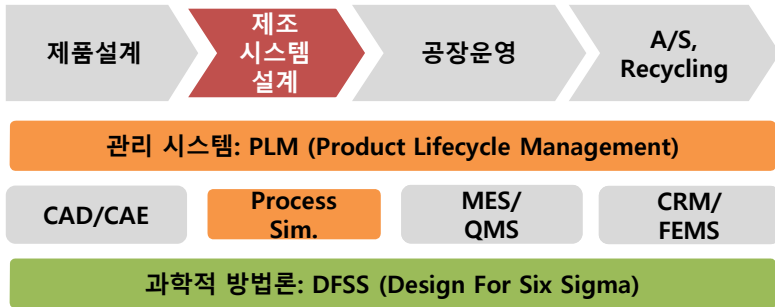 제품설계
제조
시스템
설계
공장운영
A/S,
Recycling
관리 시스템: PLM (Product Lifecycle Management)
CAD/CAE
Process
Sim.
MES/
QMS
CRM/
FEMS
과학적 방법론: DFSS (Design For Six Sigma)